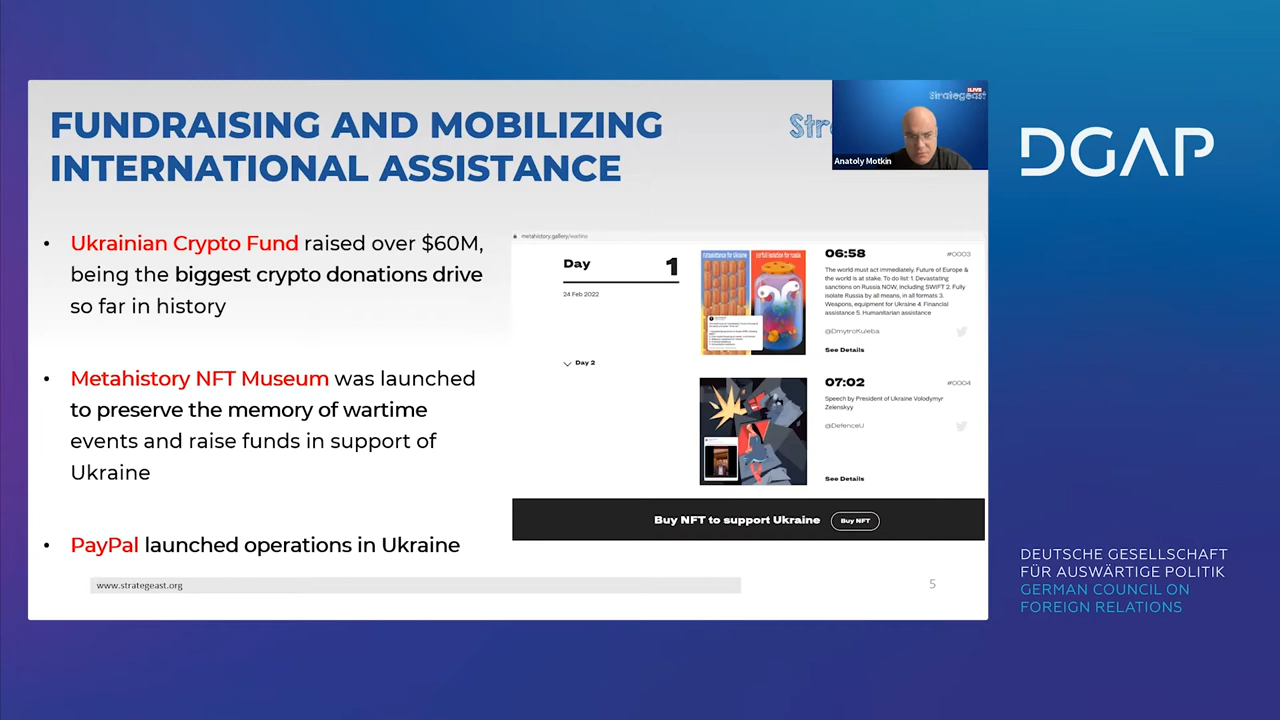 FUNDRAISING AND MOBILIZING
INTERNATIONAL ASSISTANCE
Strategeast
LIVE
Anatoly Motkin
DGAP
• Ukrainian Crypto Fund raised over $60M,
being the biggest crypto donations drive
so far in history
• Metahistory NFT Museum was launched
to preserve the memory of wartime
events and raise funds in support of
Ukraine
• PayPal launched operations in Ukraine
metahistory.gallery/warline
Day 1
24 Feb 2022
Day 2
06:58 #0003
The world must act immediately. Future of Europe &
the world is at stake. To do list: 1. Devastating
sanctions on Russia NOW, including SWIFT 2. Fully
isolate Russia by all means, in all formats 3.
Weapons, equipment for Ukraine 4. Financial
assistance 5. Humanitarian assistance
@DmytroKuleba
See Details
07:02 #0004
Speech by President of Ukraine Volodymyr
Zelenskyy
@DefenceU
See Details
Buy NFT to support Ukraine Buy NFT
www.strategeast.org
5
DEUTSCHE GESELLSCHAFT
FÜR AUSWÄRTIGE POLITIK
GERMAN COUNCIL ON
FOREIGN RELATIONS